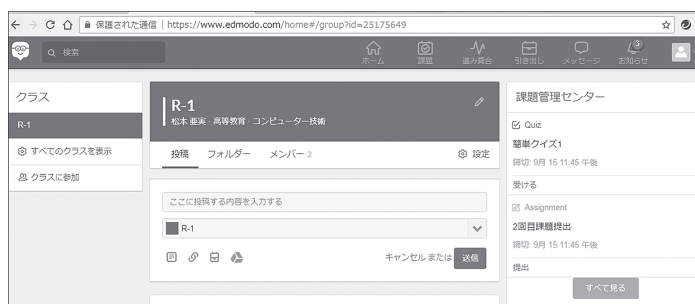 保護された通信 | https://www.edmodo.com/home#/group?id=25175649
検索
ホーム
課題
進み具合
引き出し
メッセージ
3
お知らせ
クラス
R-1
すべてのクラスを表示
クラスに参加
R-1
松本 亜実 · 高等教育 · コンピューター技術
投稿 フォルダー メンバー 2
設定
ここに投稿する内容を入力する
R-1
キャンセル または 送信
課題管理センター
Quiz
簡単クイズ1
締切: 9月 15 11:45 午後
受ける
Assignment
2回目課題提出
締切: 9月 15 11:45 午後
提出
すべて見る